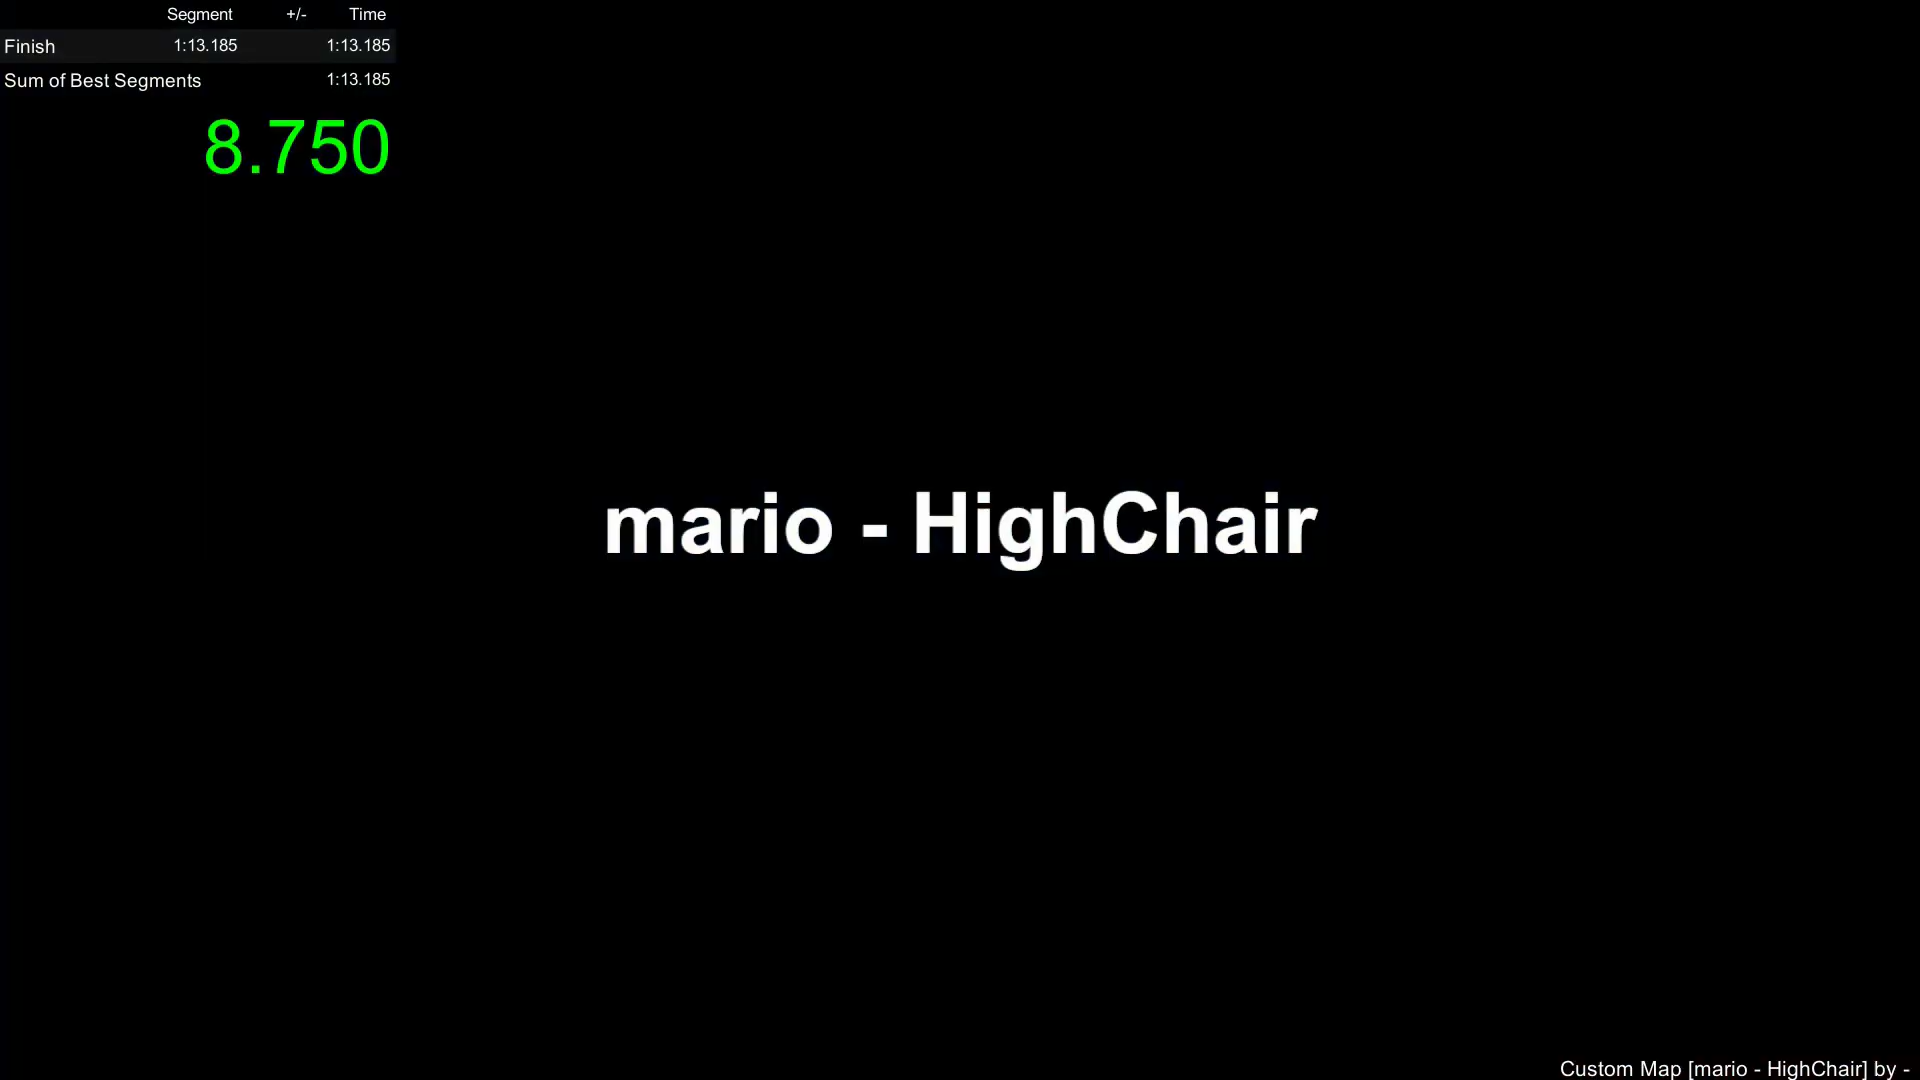 Segment +/- Time
Finish 1:13.185 1:13.185
Sum of Best Segments 1:13.185
8.750
mario - HighChair
Custom Map [mario - HighChair] by -